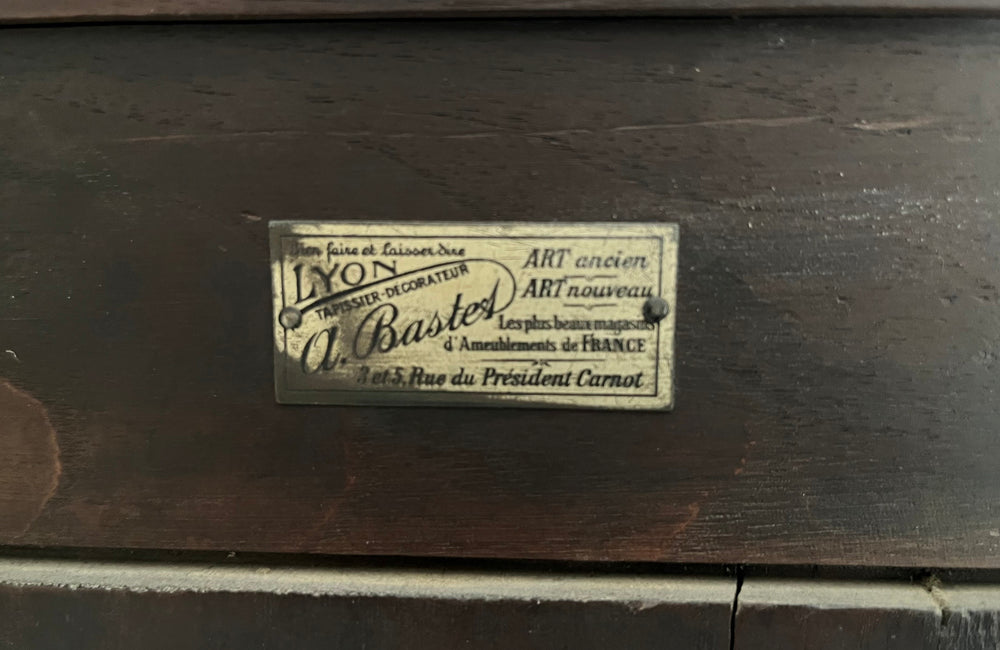 Bien faire et laisser dire
LYON
TAPISSIER-DÉCORATEUR
A. Bastet
ART ancien
ART nouveau
Les plus beaux magasins
d'Ameublements de FRANCE
3 et 5, Rue du Président Carnot